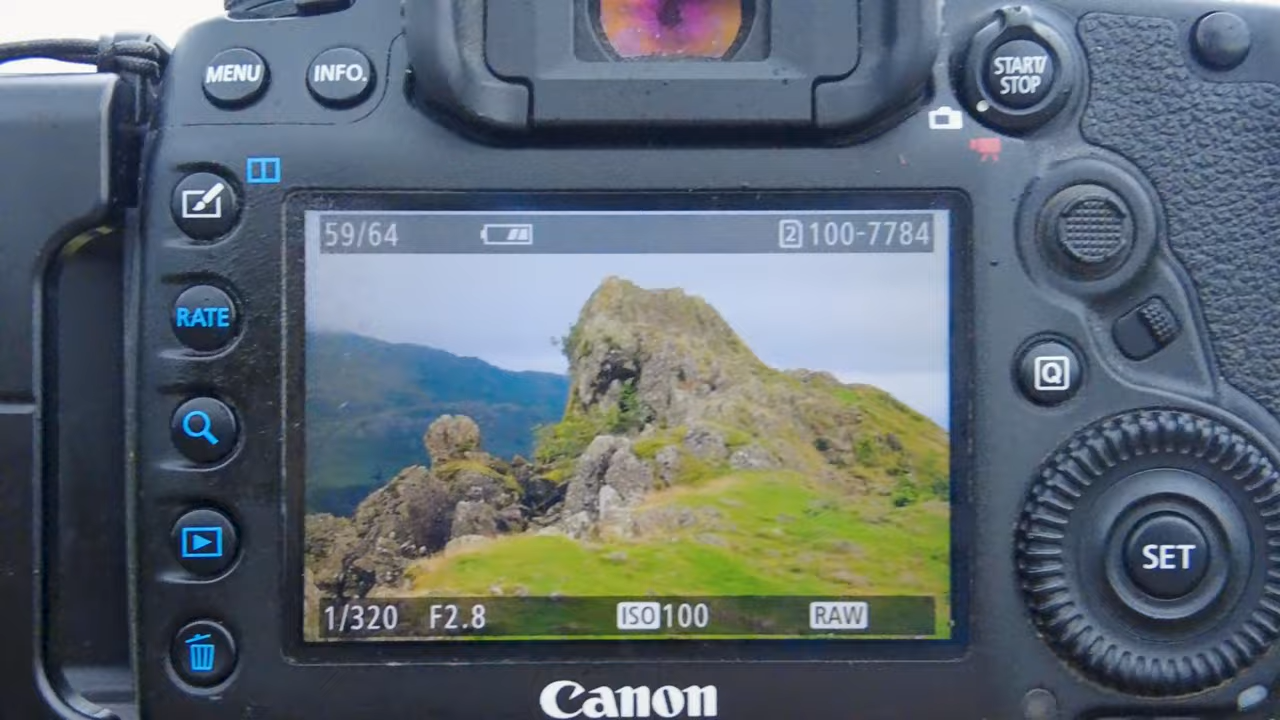 MENU INFO.
START/
STOP
59/64 2 100-7784
RATE
Q
SET
1/320 F2.8 ISO 100 RAW
Canon